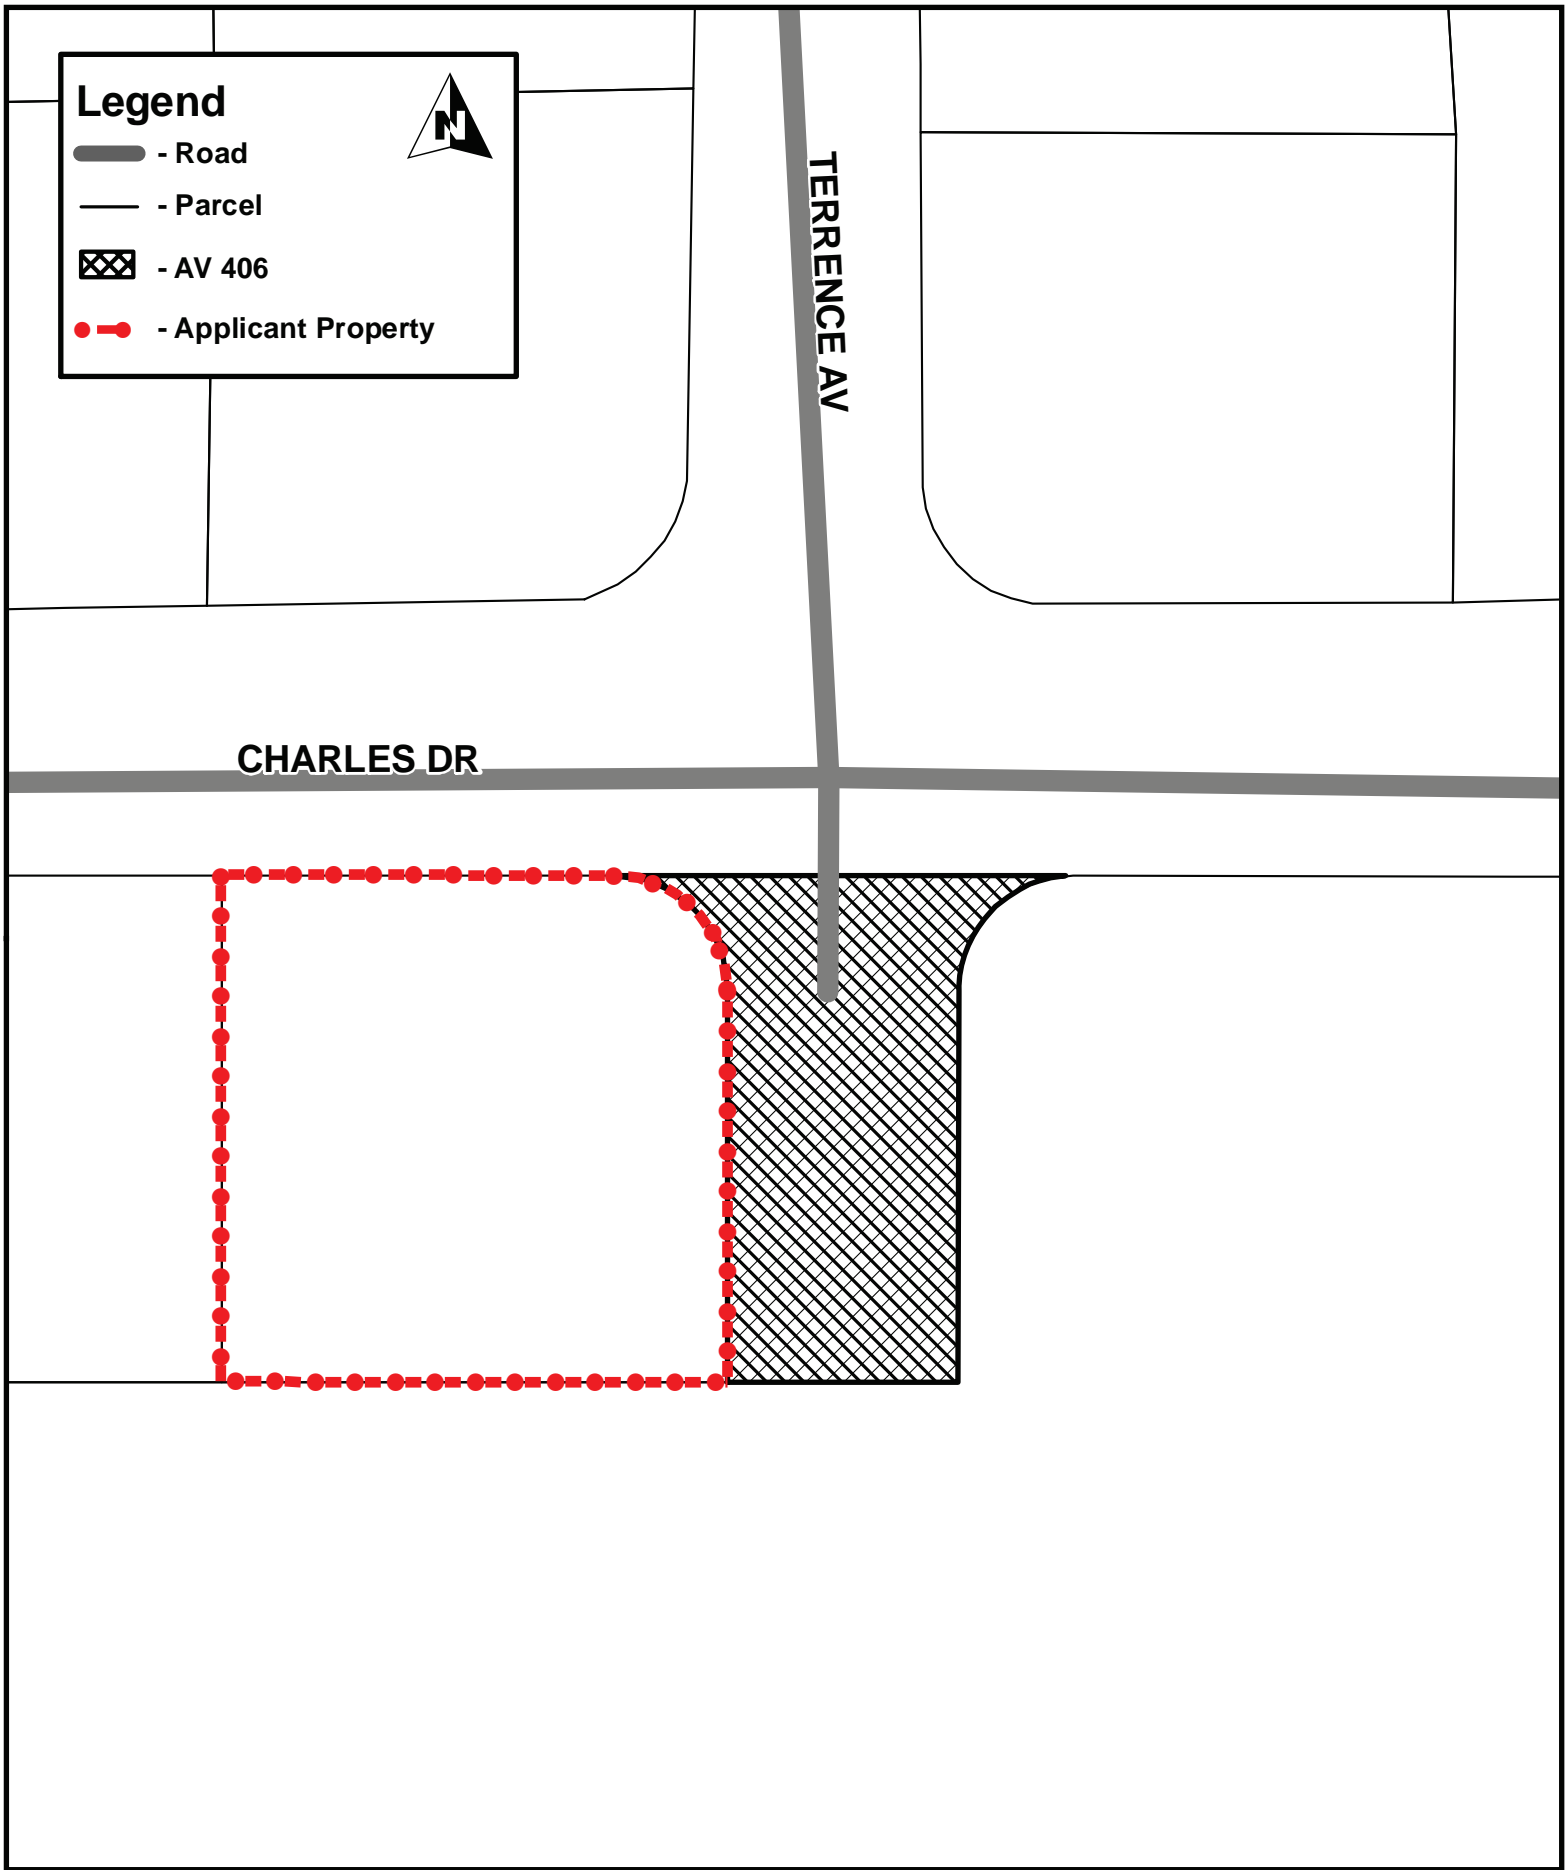 Legend
N
- Road
- Parcel
- AV 406
- Applicant Property
TERRENCE AV
CHARLES DR